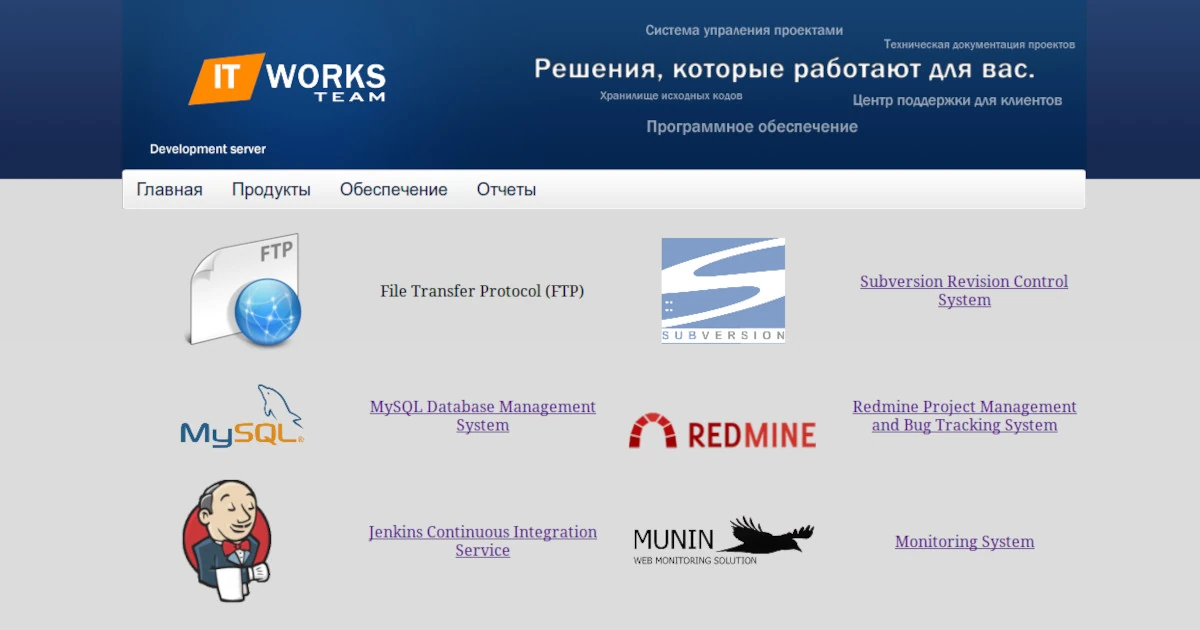 Система упраления проектами
Техническая документация проектов
IT WORKS
TEAM
Решения, которые работают для вас.
Хранилище исходных кодов
Центр поддержки для клиентов
Программное обеспечение
Development server
Главная Продукты Обеспечение Отчеты
FTP
File Transfer Protocol (FTP)
SUBVERSION
Subversion Revision Control
System
MySQL®
MySQL Database Management
System
REDMINE
Redmine Project Management
and Bug Tracking System
Jenkins Continuous Integration
Service
MUNIN
WEB MONITORING SOLUTION
Monitoring System